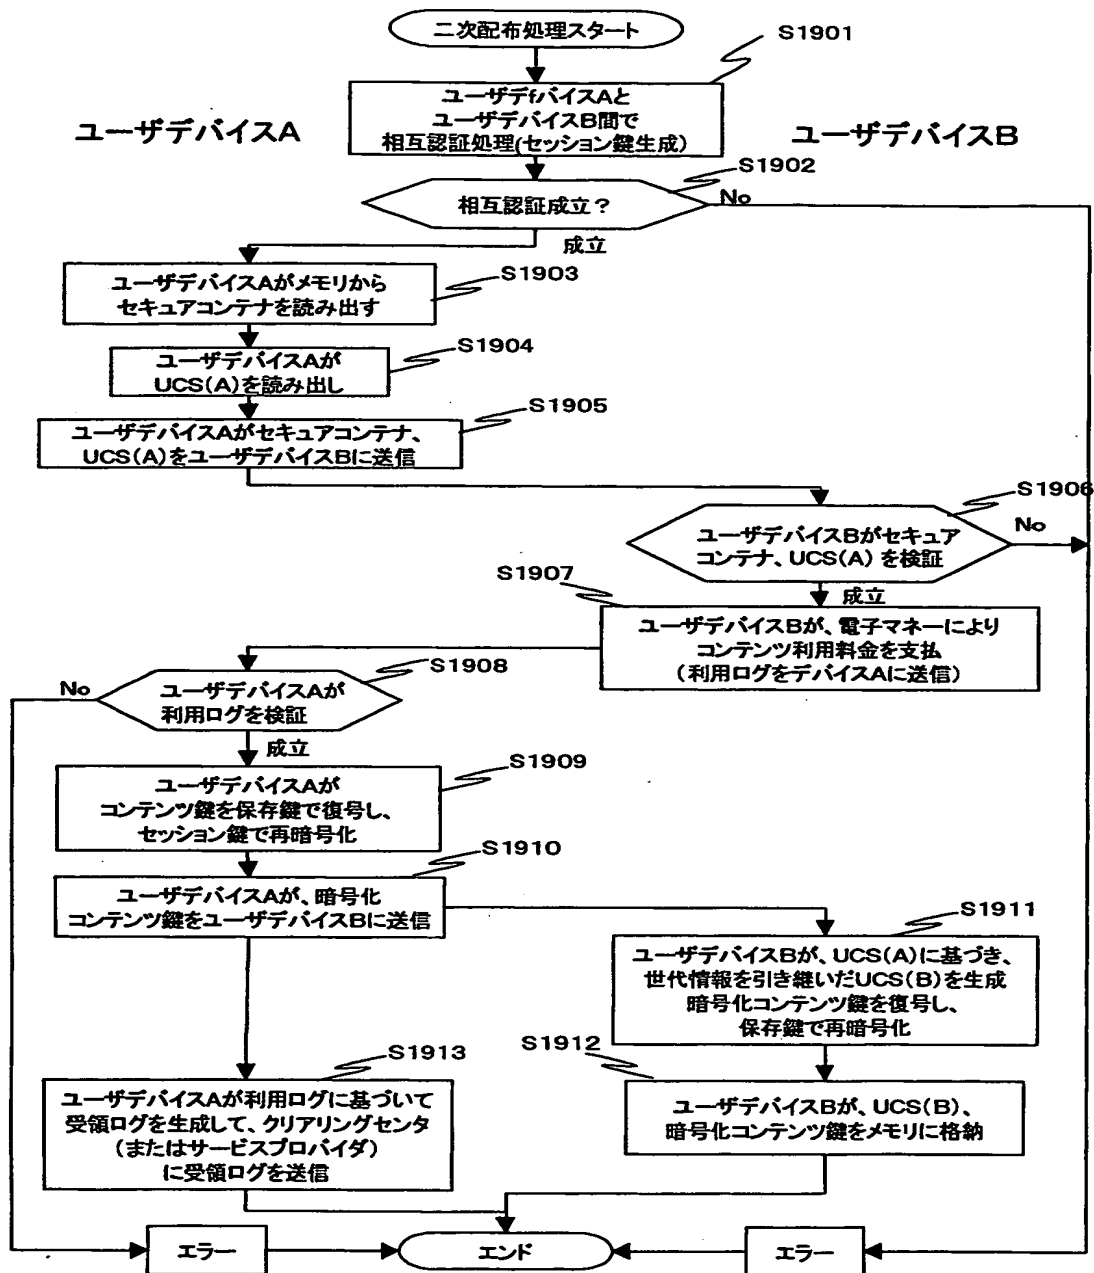 二次配布処理スタート
S1901
ユーザデfバイスAと
ユーザデバイスB間で
相互認証処理(セッション鍵生成)
ユーザデバイスA
ユーザデバイスB
S1902
相互認証成立?
No
成立
S1903
ユーザデバイスAがメモリから
セキュアコンテナを読み出す
S1904
ユーザデバイスAが
UCS(A)を読み出し
S1905
ユーザデバイスAがセキュアコンテナ、
UCS(A)をユーザデバイスBに送信
S1906
ユーザデバイスBがセキュア
コンテナ、UCS(A)を検証
No
成立
S1907
ユーザデバイスBが、電子マネーにより
コンテンツ利用料金を支払
(利用ログをデバイスAに送信)
S1908
No
ユーザデバイスAが
利用ログを検証
成立
S1909
ユーザデバイスAが
コンテンツ鍵を保存鍵で復号し、
セッション鍵で再暗号化
S1910
ユーザデバイスAが、暗号化
コンテンツ鍵をユーザデバイスBに送信
S1911
ユーザデバイスBが、UCS(A)に基づき、
世代情報を引き継いだUCS(B)を生成
暗号化コンテンツ鍵を復号し、
保存鍵で再暗号化
S1912
ユーザデバイスBが、UCS(B)、
暗号化コンテンツ鍵をメモリに格納
S1913
ユーザデバイスAが利用ログに基づいて
受領ログを生成して、クリアリングセンタ
(またはサービスプロバイダ)
に受領ログを送信
エラー
エンド
エラー